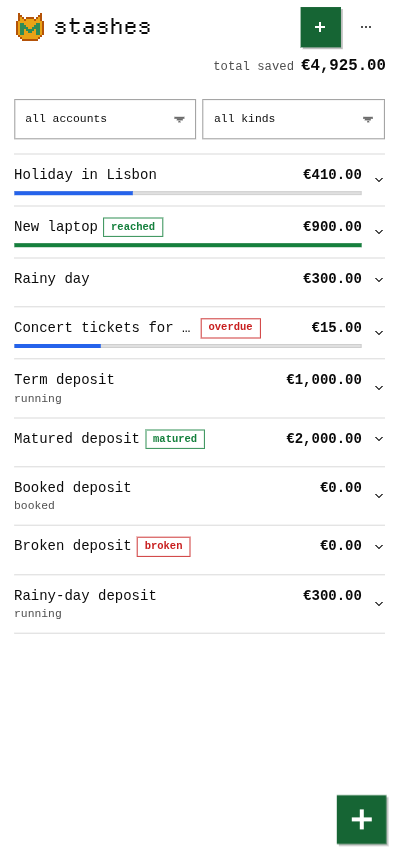 stashes
+
...
total saved €4,925.00
all accounts
all kinds
Holiday in Lisbon €410.00
New laptop reached €900.00
Rainy day €300.00
Concert tickets for … overdue €15.00
Term deposit €1,000.00
running
Matured deposit matured €2,000.00
Booked deposit €0.00
booked
Broken deposit broken €0.00
Rainy-day deposit €300.00
running
+